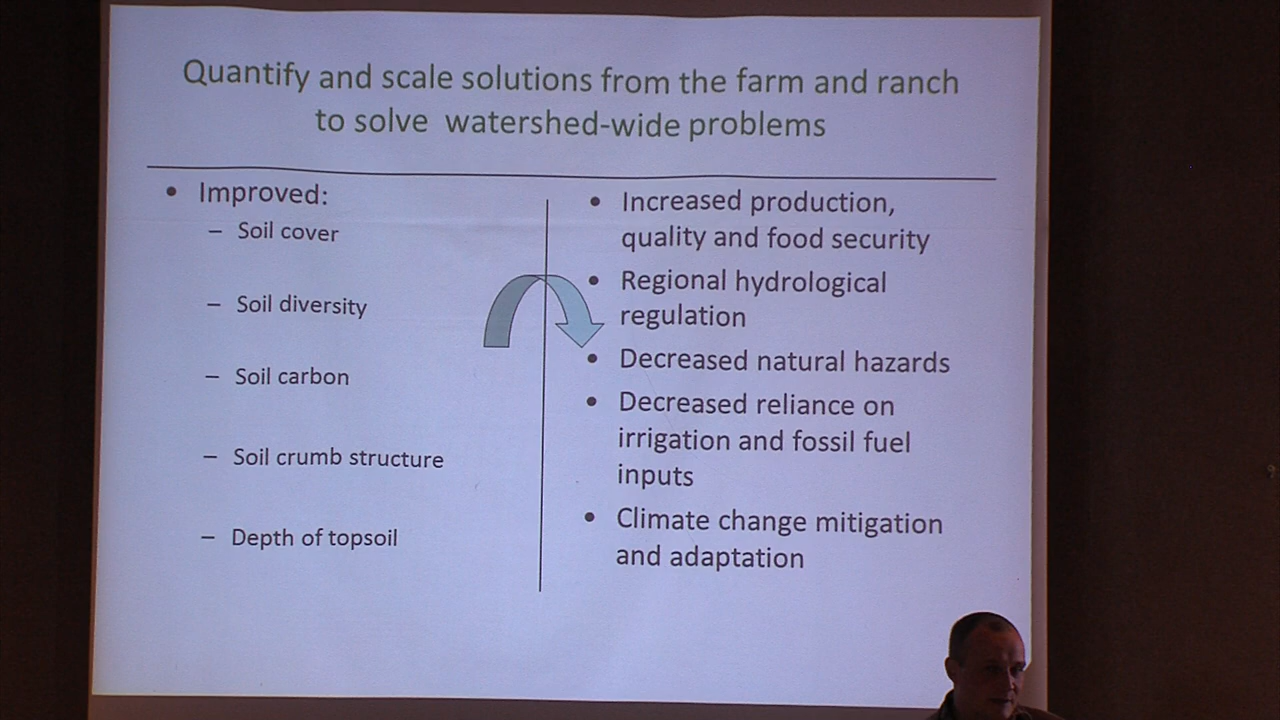 Quantify and scale solutions from the farm and ranch
to solve watershed-wide problems
• Improved:
– Soil cover
– Soil diversity
– Soil carbon
– Soil crumb structure
– Depth of topsoil
• Increased production,
quality and food security
• Regional hydrological
regulation
• Decreased natural hazards
• Decreased reliance on
irrigation and fossil fuel
inputs
• Climate change mitigation
and adaptation